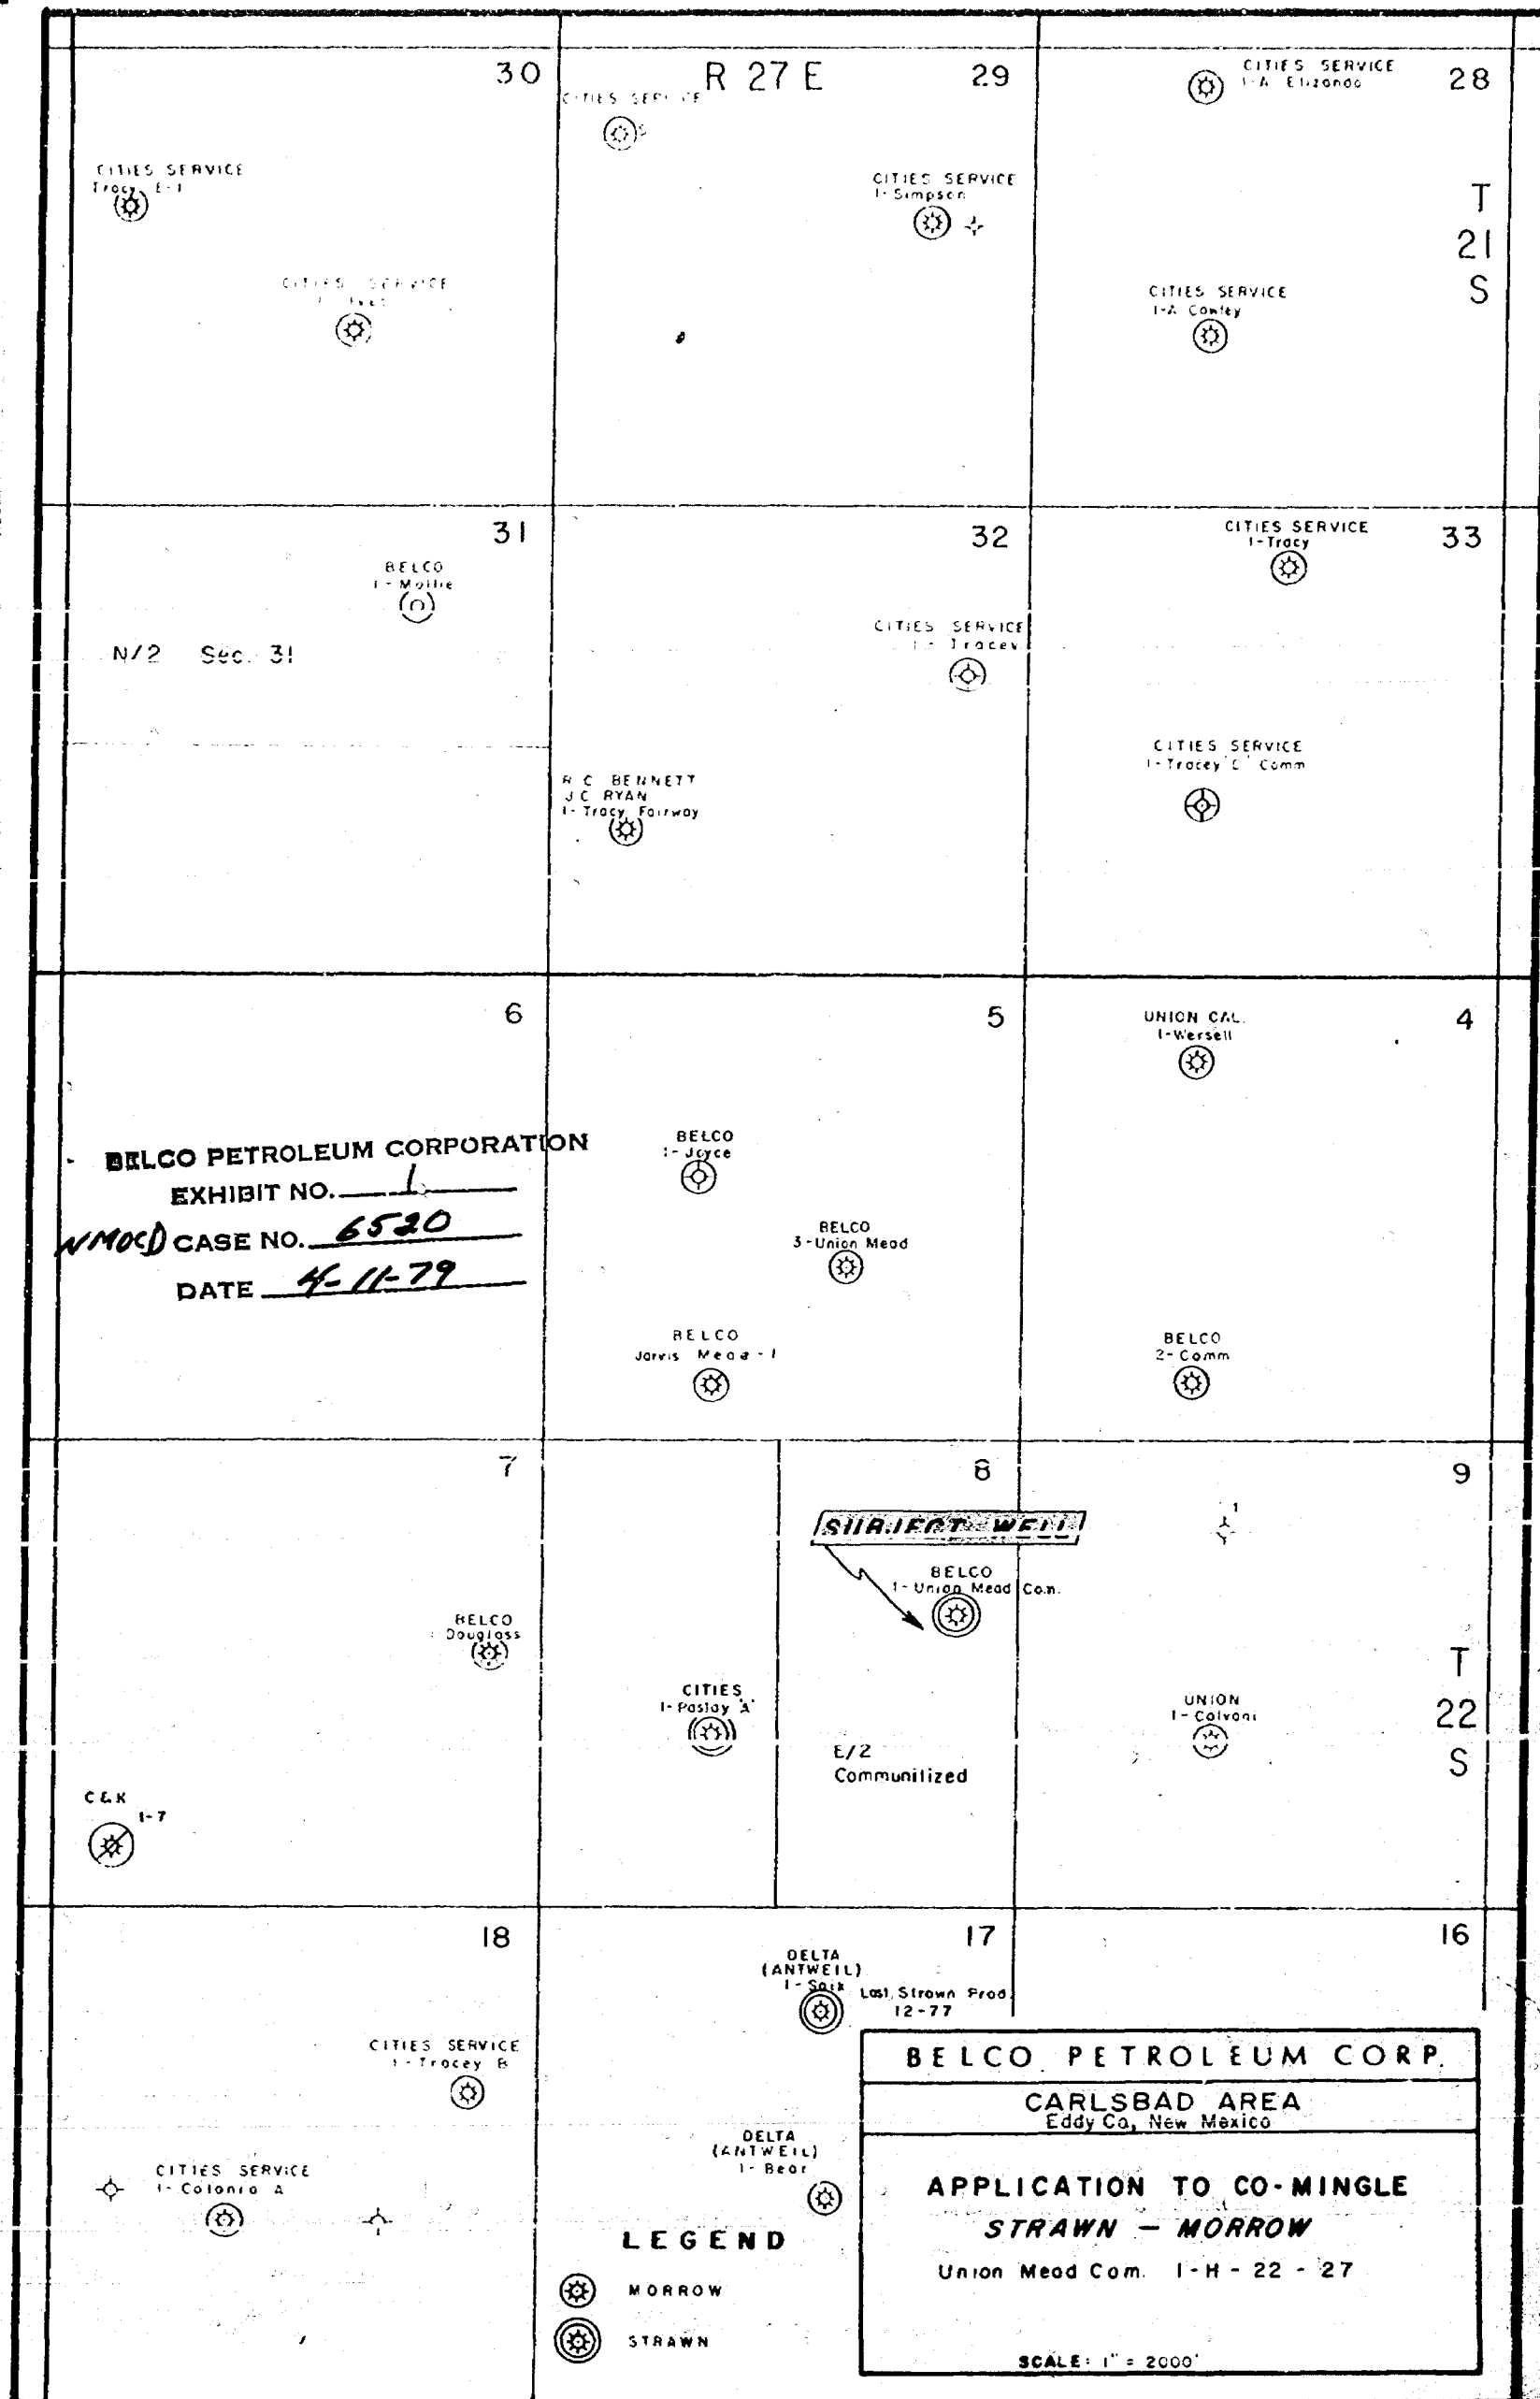 30
R 27 E
29
28
CITIES SERVICE
1-A Elizondo
CITIES SERVICE
CITIES SERVICE
Tracy E-1
CITIES SERVICE
1-Simpson
T
21
S
CITIES SERVICE
CITIES SERVICE
1-A Cowley
31
32
33
CITIES SERVICE
1-Tracy
BELCO
1-Mollie
N/2 Sec. 31
CITIES SERVICE
1- Tracey
CITIES SERVICE
1-Tracey 'C' Comm
R C BENNETT
J C RYAN
1- Tracy Fairway
6
5
4
UNION CAL.
1-Wersell
BELCO PETROLEUM CORPORATION
EXHIBIT NO. 1
NMOCD CASE NO. 6520
DATE 4-11-79
BELCO
1-Joyce
BELCO
3-Union Mead
BELCO
Jarvis Mead-1
BELCO
2-Comm
7
8
9
1
SUBJECT WELL
BELCO
1-Union Mead Com.
BELCO
Douglass
CITIES
1-Paslay 'A'
UNION
1-Calvani
T
22
S
E/2
Communitized
C & K
1-7
18
17
16
DELTA
(ANTWEIL)
1-
Last Strawn Prod.
12-77
CITIES SERVICE
1-Tracey B
DELTA
(ANTWEIL)
1-Bear
CITIES SERVICE
1-Colonia A
LEGEND
MORROW
STRAWN
BELCO PETROLEUM CORP.
CARLSBAD AREA
Eddy Co, New Mexico
APPLICATION TO CO-MINGLE
STRAWN - MORROW
Union Mead Com. 1-H-22-27
SCALE: 1" = 2000'